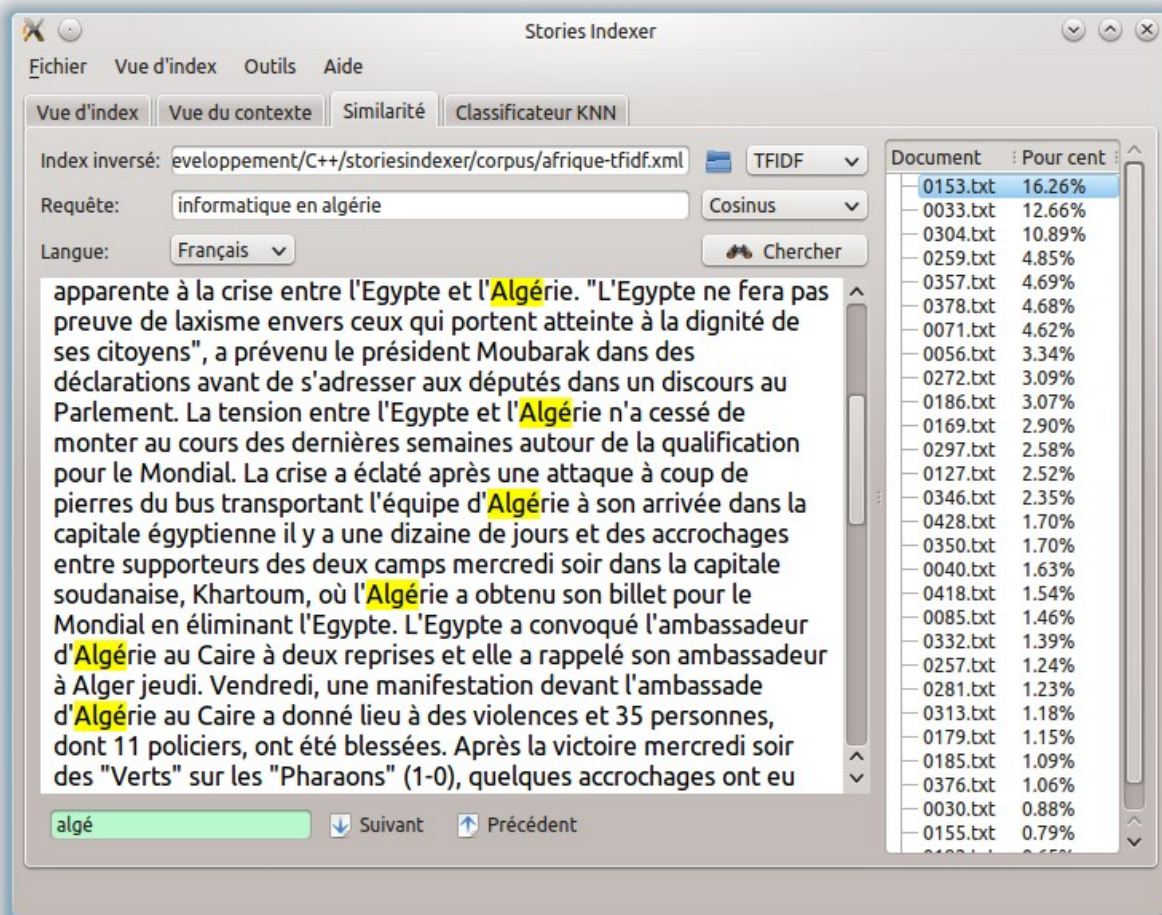 Stories Indexer
Fichier Vue d'index Outils Aide
Vue d'index Vue du contexte Similarité Classificateur KNN
Index inversé: eveloppement/C++/storiesindexer/corpus/afrique-tfidf.xml TFIDF
Requête: informatique en algérie Cosinus
Langue: Français Chercher
apparente à la crise entre l'Egypte et l'Algérie. "L'Egypte ne fera pas
preuve de laxisme envers ceux qui portent atteinte à la dignité de
ses citoyens", a prévenu le président Moubarak dans des
déclarations avant de s'adresser aux députés dans un discours au
Parlement. La tension entre l'Egypte et l'Algérie n'a cessé de
monter au cours des dernières semaines autour de la qualification
pour le Mondial. La crise a éclaté après une attaque à coup de
pierres du bus transportant l'équipe d'Algérie à son arrivée dans la
capitale égyptienne il y a une dizaine de jours et des accrochages
entre supporteurs des deux camps mercredi soir dans la capitale
soudanaise, Khartoum, où l'Algérie a obtenu son billet pour le
Mondial en éliminant l'Egypte. L'Egypte a convoqué l'ambassadeur
d'Algérie au Caire à deux reprises et elle a rappelé son ambassadeur
à Alger jeudi. Vendredi, une manifestation devant l'ambassade
d'Algérie au Caire a donné lieu à des violences et 35 personnes,
dont 11 policiers, ont été blessées. Après la victoire mercredi soir
des "Verts" sur les "Pharaons" (1-0), quelques accrochages ont eu
algé Suivant Précédent
Document Pour cent
0153.txt 16.26%
0033.txt 12.66%
0304.txt 10.89%
0259.txt 4.85%
0357.txt 4.69%
0378.txt 4.68%
0071.txt 4.62%
0056.txt 3.34%
0272.txt 3.09%
0186.txt 3.07%
0169.txt 2.90%
0297.txt 2.58%
0127.txt 2.52%
0346.txt 2.35%
0428.txt 1.70%
0350.txt 1.70%
0040.txt 1.63%
0418.txt 1.54%
0085.txt 1.46%
0332.txt 1.39%
0257.txt 1.24%
0281.txt 1.23%
0313.txt 1.18%
0179.txt 1.15%
0185.txt 1.09%
0376.txt 1.06%
0030.txt 0.88%
0155.txt 0.79%